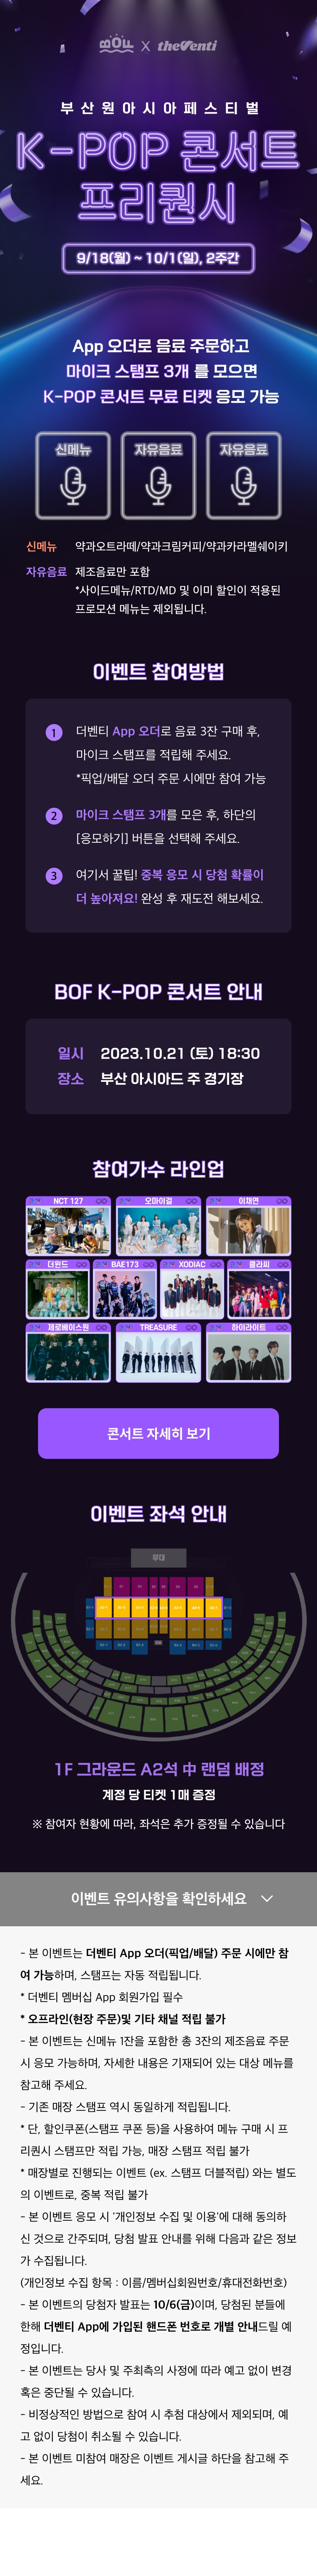 BOF X theVenti
부산원아시아페스티벌
K-POP 콘서트
프리퀀시
9/18(월) ~ 10/1(일), 2주간
App 오더로 음료 주문하고
마이크 스탬프 3개 를 모으면
K-POP 콘서트 무료 티켓 응모 가능
신메뉴 자유음료 자유음료
신메뉴 약과오트라떼/약과크림커피/약과카라멜쉐이키
자유음료 제조음료만 포함
*사이드메뉴/RTD/MD 및 이미 할인이 적용된
프로모션 메뉴는 제외됩니다.
이벤트 참여방법
1 더벤티 App 오더로 음료 3잔 구매 후,
마이크 스탬프를 적립해 주세요.
*픽업/배달 오더 주문 시에만 참여 가능
2 마이크 스탬프 3개를 모은 후, 하단의
[응모하기] 버튼을 선택해 주세요.
3 여기서 꿀팁! 중복 응모 시 당첨 확률이
더 높아져요! 완성 후 재도전 해보세요.
BOF K-POP 콘서트 안내
일시 2023.10.21 (토) 18:30
장소 부산 아시아드 주 경기장
참여가수 라인업
NCT 127 오마이걸 이채연
더윈드 BAE173 XODIAC 클라씨
제로베이스원 TREASURE 하이라이트
콘서트 자세히 보기
이벤트 좌석 안내
무대
1F 그라운드 A2석 中 랜덤 배정
계정 당 티켓 1매 증정
※ 참여자 현황에 따라, 좌석은 추가 증정될 수 있습니다
이벤트 유의사항을 확인하세요
- 본 이벤트는 더벤티 App 오더(픽업/배달) 주문 시에만 참
여 가능하며, 스탬프는 자동 적립됩니다.
* 더벤티 멤버십 App 회원가입 필수
* 오프라인(현장 주문)및 기타 채널 적립 불가
- 본 이벤트는 신메뉴 1잔을 포함한 총 3잔의 제조음료 주문
시 응모 가능하며, 자세한 내용은 기재되어 있는 대상 메뉴를
참고해 주세요.
- 기존 매장 스탬프 역시 동일하게 적립됩니다.
* 단, 할인쿠폰(스탬프 쿠폰 등)을 사용하여 메뉴 구매 시 프
리퀀시 스탬프만 적립 가능, 매장 스탬프 적립 불가
* 매장별로 진행되는 이벤트 (ex. 스탬프 더블적립) 와는 별도
의 이벤트로, 중복 적립 불가
- 본 이벤트 응모 시 '개인정보 수집 및 이용'에 대해 동의하
신 것으로 간주되며, 당첨 발표 안내를 위해 다음과 같은 정보
가 수집됩니다.
(개인정보 수집 항목 : 이름/멤버십회원번호/휴대전화번호)
- 본 이벤트의 당첨자 발표는 10/6(금)이며, 당첨된 분들에
한해 더벤티 App에 가입된 핸드폰 번호로 개별 안내드릴 예
정입니다.
- 본 이벤트는 당사 및 주최측의 사정에 따라 예고 없이 변경
혹은 중단될 수 있습니다.
- 비정상적인 방법으로 참여 시 추첨 대상에서 제외되며, 예
고 없이 당첨이 취소될 수 있습니다.
- 본 이벤트 미참여 매장은 이벤트 게시글 하단을 참고해 주
세요.